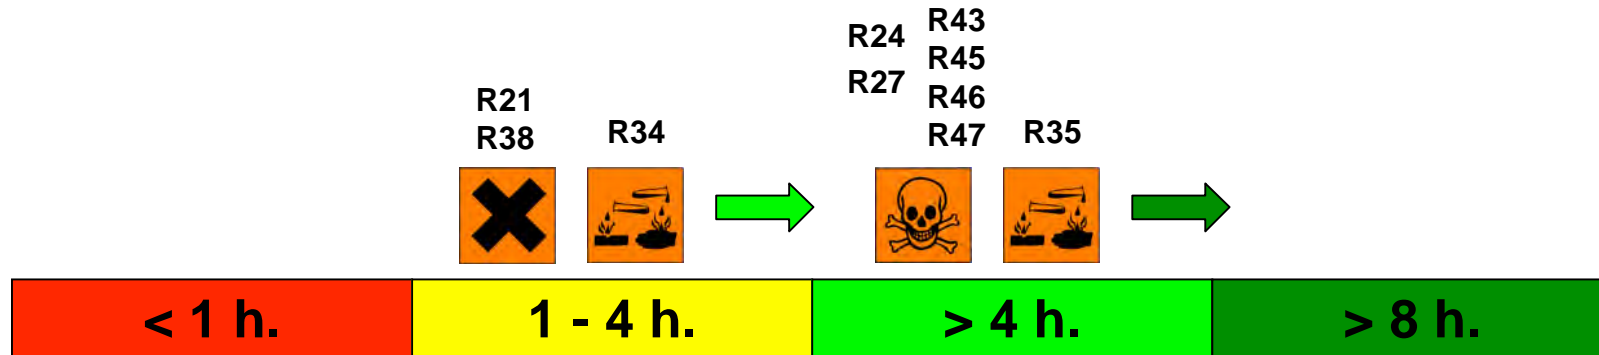 R21
R38
R34
R24
R27
R43
R45
R46
R47
R35
< 1 h.
1 - 4 h.
> 4 h.
> 8 h.